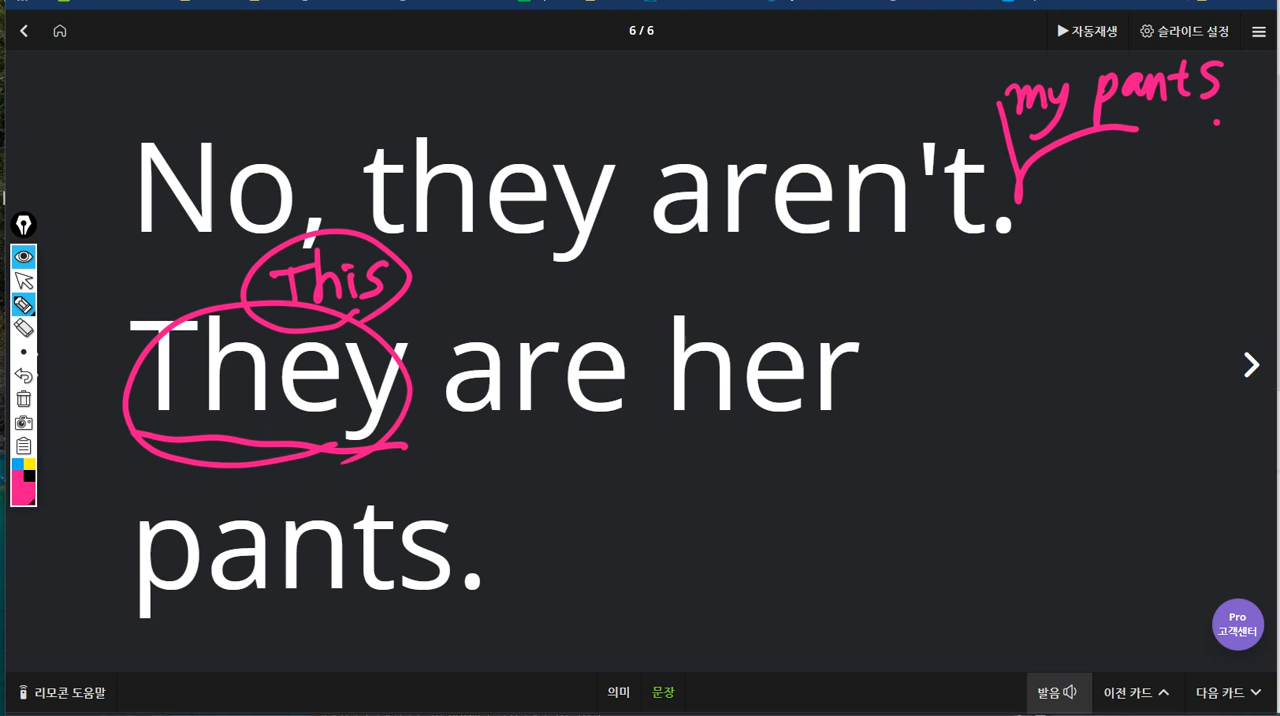 6 / 6
▶ 자동재생
슬라이드 설정
my pants.
No, they aren't.
This
They are her
pants.
Pro
고객센터
리모콘 도움말
의미
문장
발음
이전 카드
다음 카드